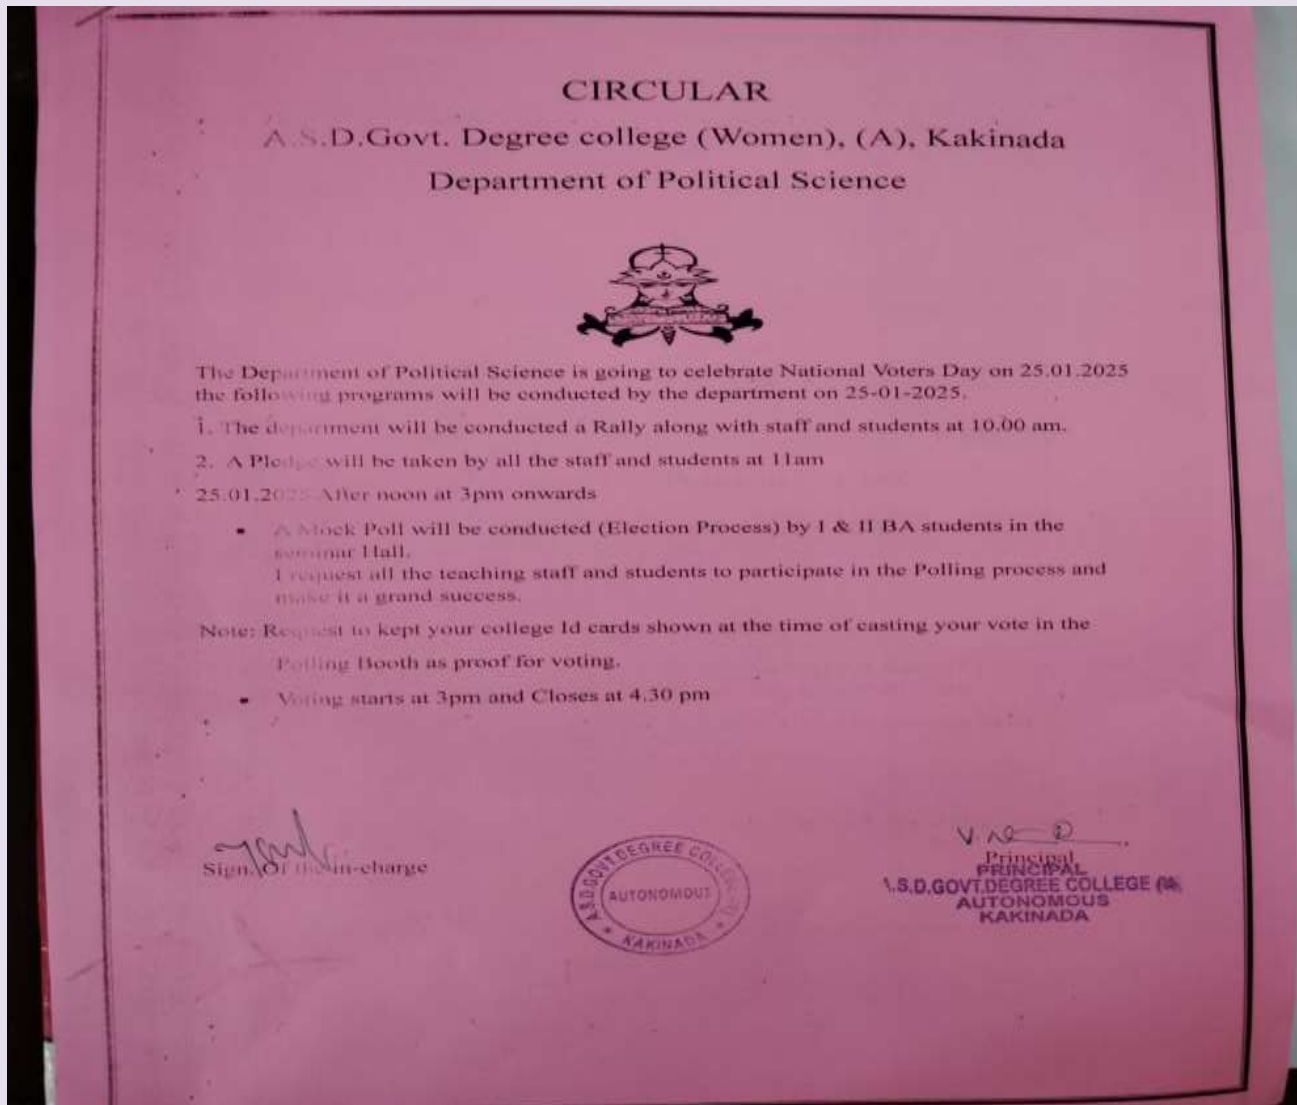 CIRCULAR
A.S.D.Govt. Degree college (Women), (A), Kakinada
Department of Political Science
The Department of Political Science is going to celebrate National Voters Day on 25.01.2025
the following programs will be conducted by the department on 25-01-2025.
1. The department will be conducted a Rally along with staff and students at 10.00 am.
2. A Pledge will be taken by all the staff and students at 11am
25.01.2025 After noon at 3pm onwards
• A Mock Poll will be conducted (Election Process) by I & II BA students in the
seminar Hall.
I request all the teaching staff and students to participate in the Polling process and
make it a grand success.
Note: Request to kept your college Id cards shown at the time of casting your vote in the
Polling Booth as proof for voting.
• Voting starts at 3pm and Closes at 4.30 pm
Sign. Of the in-charge
A.S.D.GOVT.DEGREE COLLEGE
AUTONOMOUS
KAKINADA
Principal
PRINCIPAL
.S.D.GOVT.DEGREE COLLEGE
AUTONOMOUS
KAKINADA